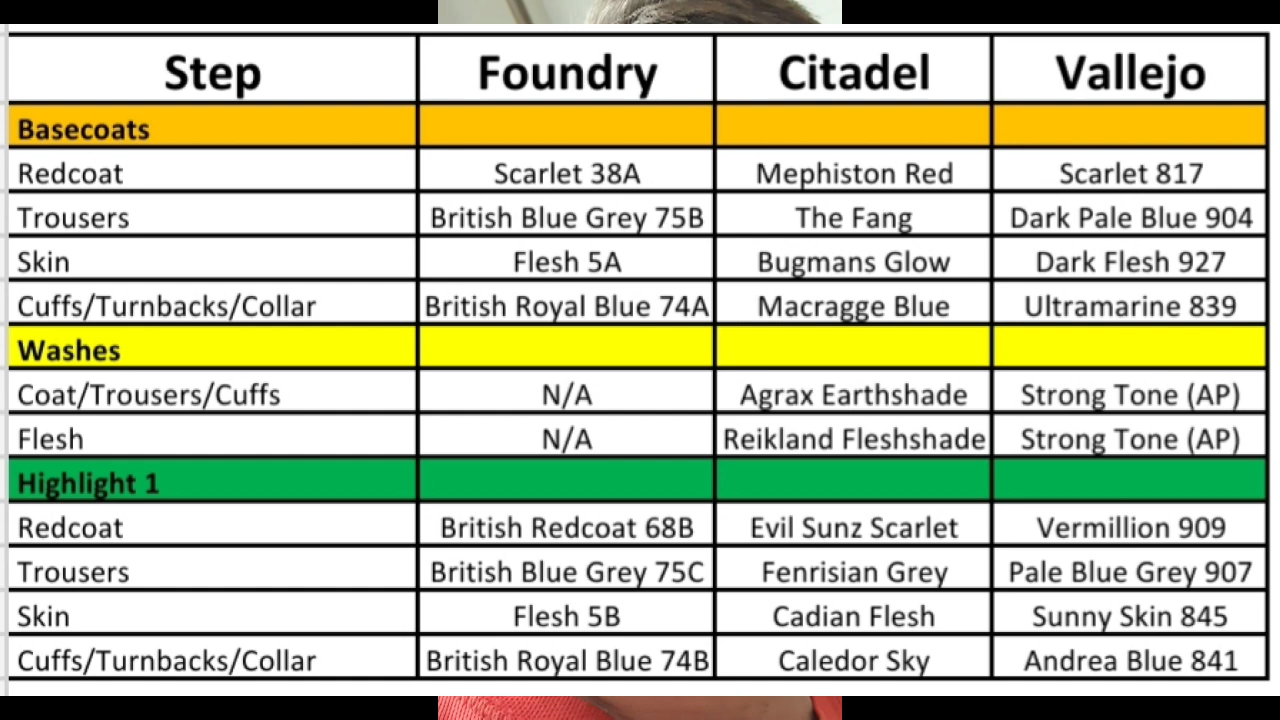 Step Foundry Citadel Vallejo
Basecoats
Redcoat Scarlet 38A Mephiston Red Scarlet 817
Trousers British Blue Grey 75B The Fang Dark Pale Blue 904
Skin Flesh 5A Bugmans Glow Dark Flesh 927
Cuffs/Turnbacks/Collar British Royal Blue 74A Macragge Blue Ultramarine 839
Washes
Coat/Trousers/Cuffs N/A Agrax Earthshade Strong Tone (AP)
Flesh N/A Reikland Fleshshade Strong Tone (AP)
Highlight 1
Redcoat British Redcoat 68B Evil Sunz Scarlet Vermillion 909
Trousers British Blue Grey 75C Fenrisian Grey Pale Blue Grey 907
Skin Flesh 5B Cadian Flesh Sunny Skin 845
Cuffs/Turnbacks/Collar British Royal Blue 74B Caledor Sky Andrea Blue 841